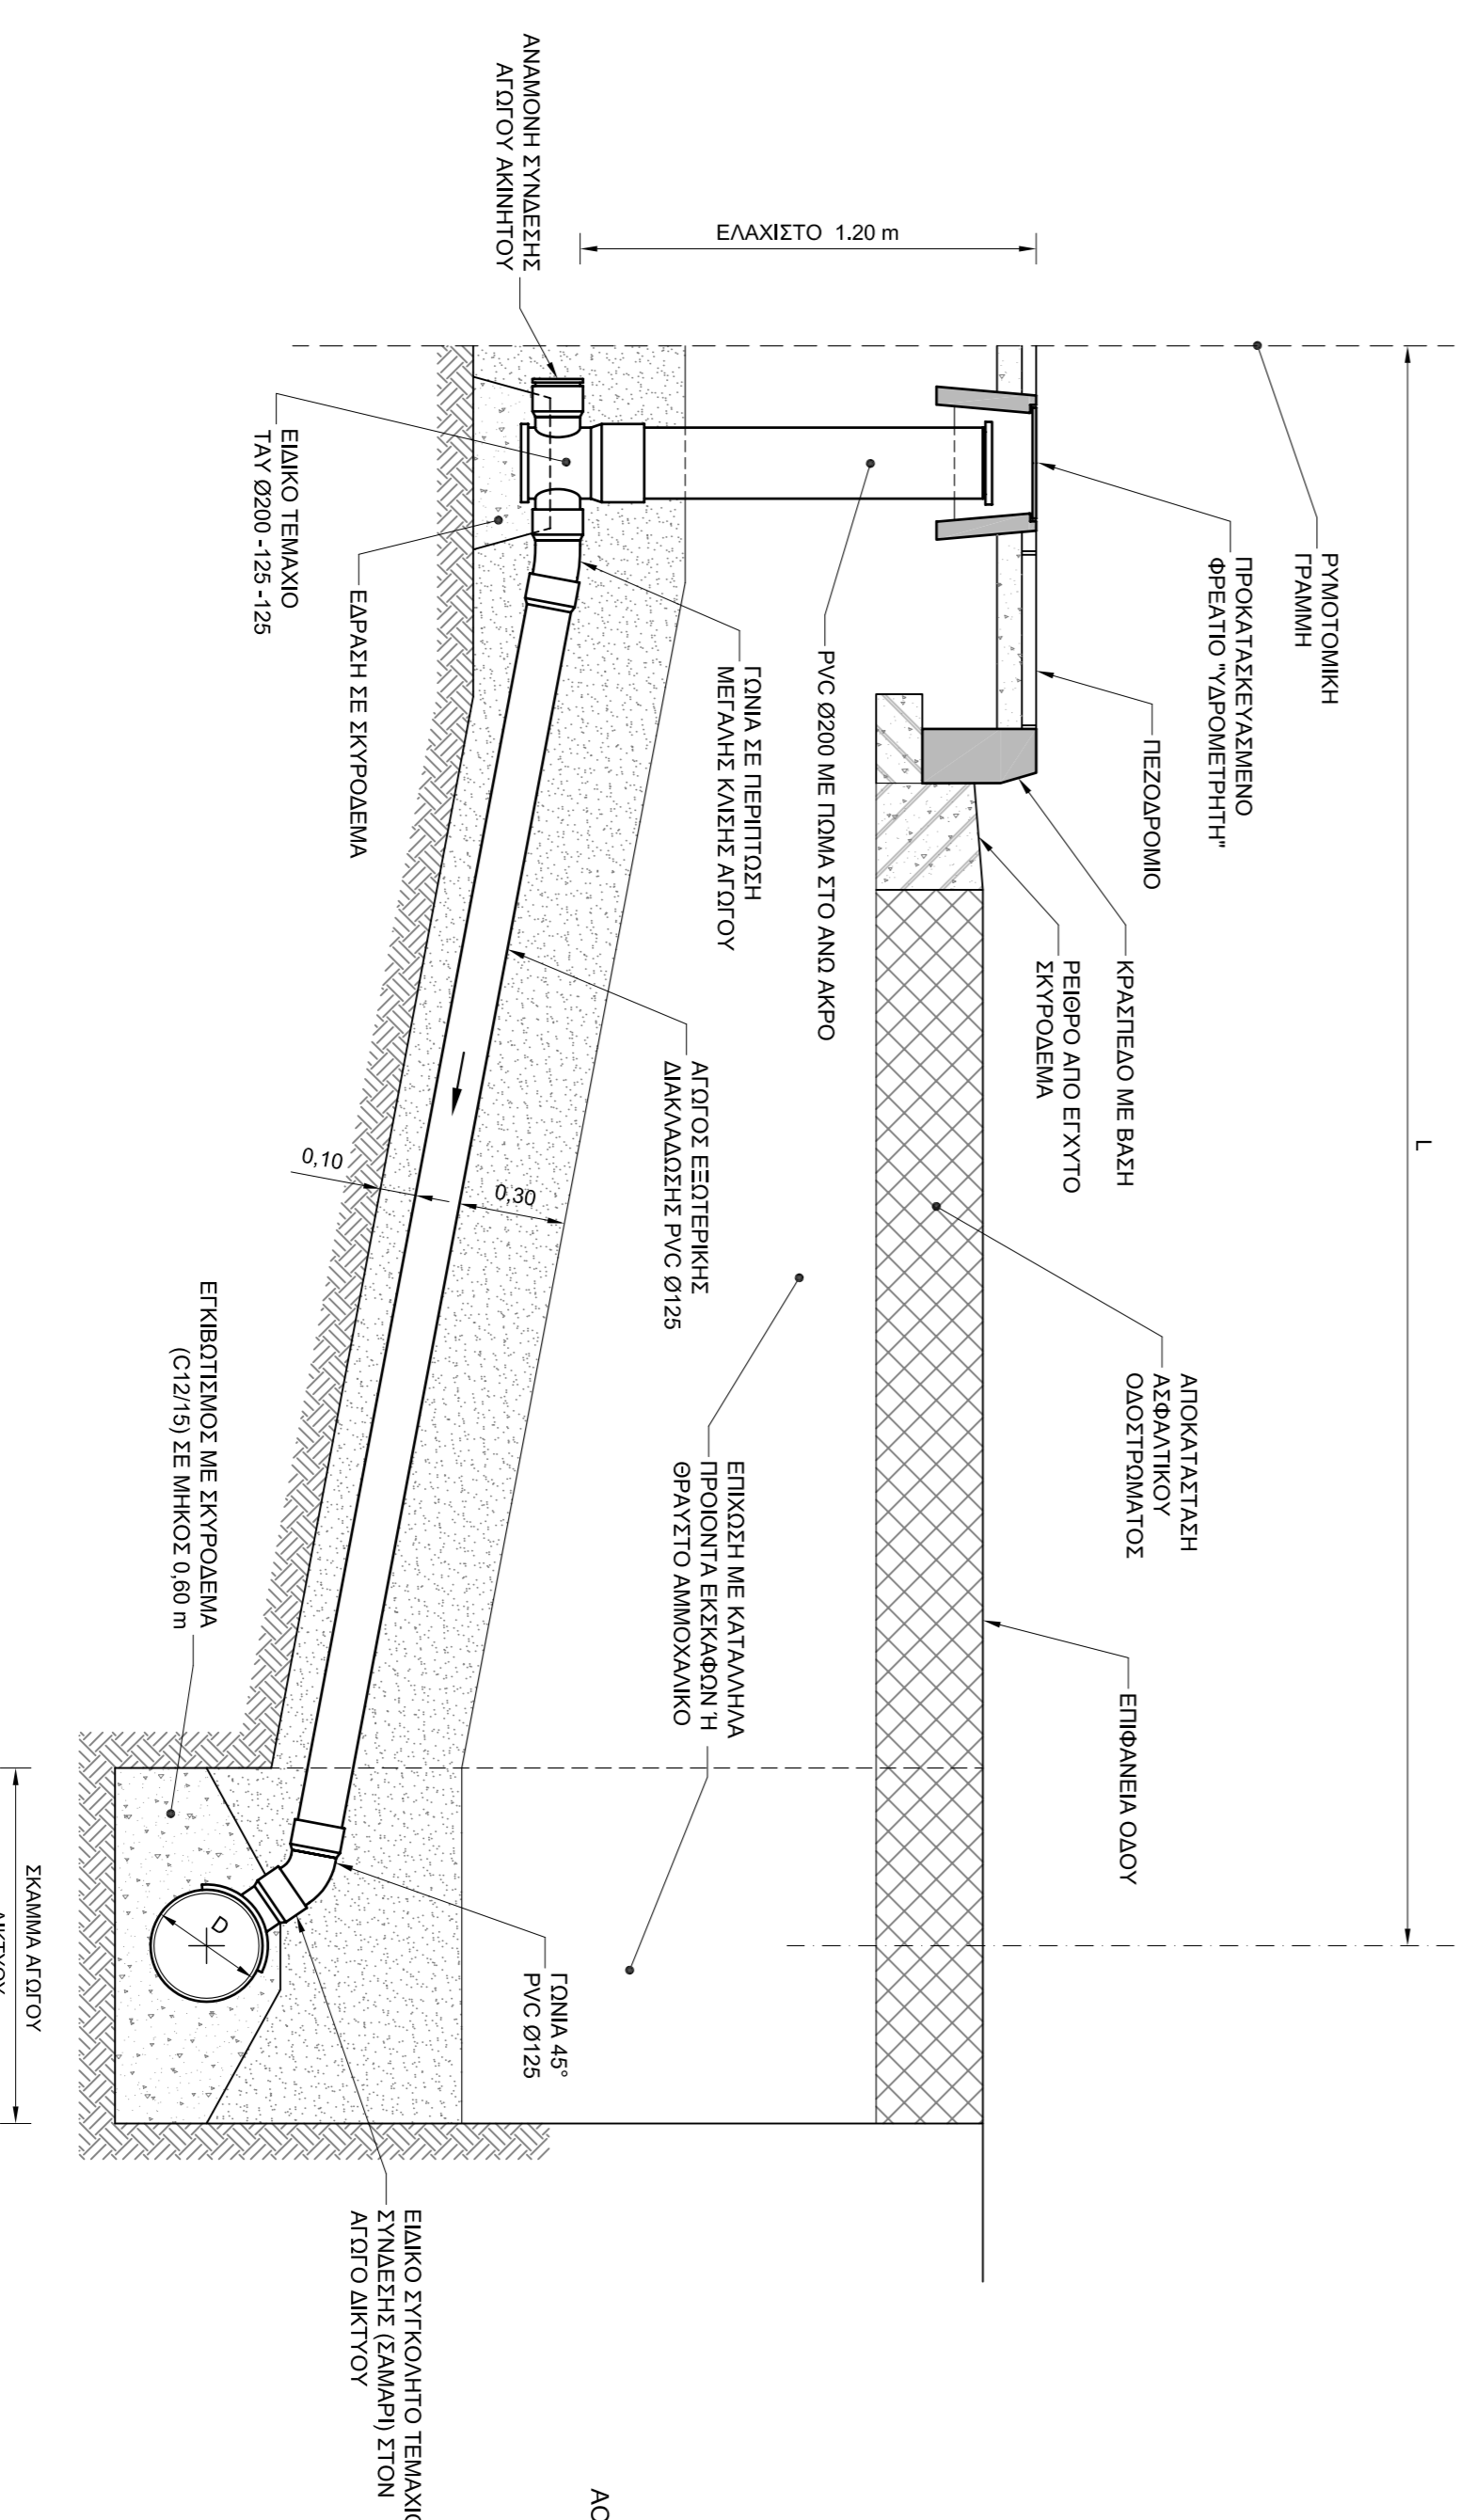 L
ΡΥΜΟΤΟΜΙΚΗ
ΓΡΑΜΜΗ
ΠΡΟΚΑΤΑΣΚΕΥΑΣΜΕΝΟ
ΦΡΕΑΤΙΟ "ΥΔΡΟΜΕΤΡΗΤΗ"
ΠΕΖΟΔΡΟΜΙΟ
ΚΡΑΣΠΕΔΟ ΜΕ ΒΑΣΗ
ΡΕΙΘΡΟ ΑΠΟ ΕΓΧΥΤΟ
ΣΚΥΡΟΔΕΜΑ
ΑΠΟΚΑΤΑΣΤΑΣΗ
ΑΣΦΑΛΤΙΚΟΥ
ΟΔΟΣΤΡΩΜΑΤΟΣ
ΕΠΙΦΑΝΕΙΑ ΟΔΟΥ
ΕΛΑΧΙΣΤΟ 1.20 m
PVC Ø200 ΜΕ ΠΩΜΑ ΣΤΟ ΑΝΩ ΑΚΡΟ
ΓΩΝΙΑ ΣΕ ΠΕΡΙΠΤΩΣΗ
ΜΕΓΑΛΗΣ ΚΛΙΣΗΣ ΑΓΩΓΟΥ
ΑΓΩΓΟΣ ΕΞΩΤΕΡΙΚΗΣ
ΔΙΑΚΛΑΔΩΣΗΣ PVC Ø125
ΕΠΙΧΩΣΗ ΜΕ ΚΑΤΑΛΛΗΛΑ
ΠΡΟΙΟΝΤΑ ΕΚΣΚΑΦΩΝ Ή
ΘΡΑΥΣΤΟ ΑΜΜΟΧΑΛΙΚΟ
ΑΝΑΜΟΝΗ ΣΥΝΔΕΣΗΣ
ΑΓΩΓΟΥ ΑΚΙΝΗΤΟΥ
ΓΩΝΙΑ 45°
PVC Ø125
0,30
0,10
ΕΙΔΙΚΟ ΤΕΜΑΧΙΟ
ΤΑΥ Ø200 -125 -125
ΕΔΡΑΣΗ ΣΕ ΣΚΥΡΟΔΕΜΑ
ΕΙΔΙΚΟ ΣΥΓΚΟΛΗΤΟ ΤΕΜΑΧΙΟ
ΣΥΝΔΕΣΗΣ (ΣΑΜΑΡΙ) ΣΤΟΝ
ΑΓΩΓΟ ΔΙΚΤΥΟΥ
ΕΓΚΙΒΩΤΙΣΜΟΣ ΜΕ ΣΚΥΡΟΔΕΜΑ
(C12/15) ΣΕ ΜΗΚΟΣ 0,60 m
D
ΣΚΑΜΜΑ ΑΓΩΓΟΥ